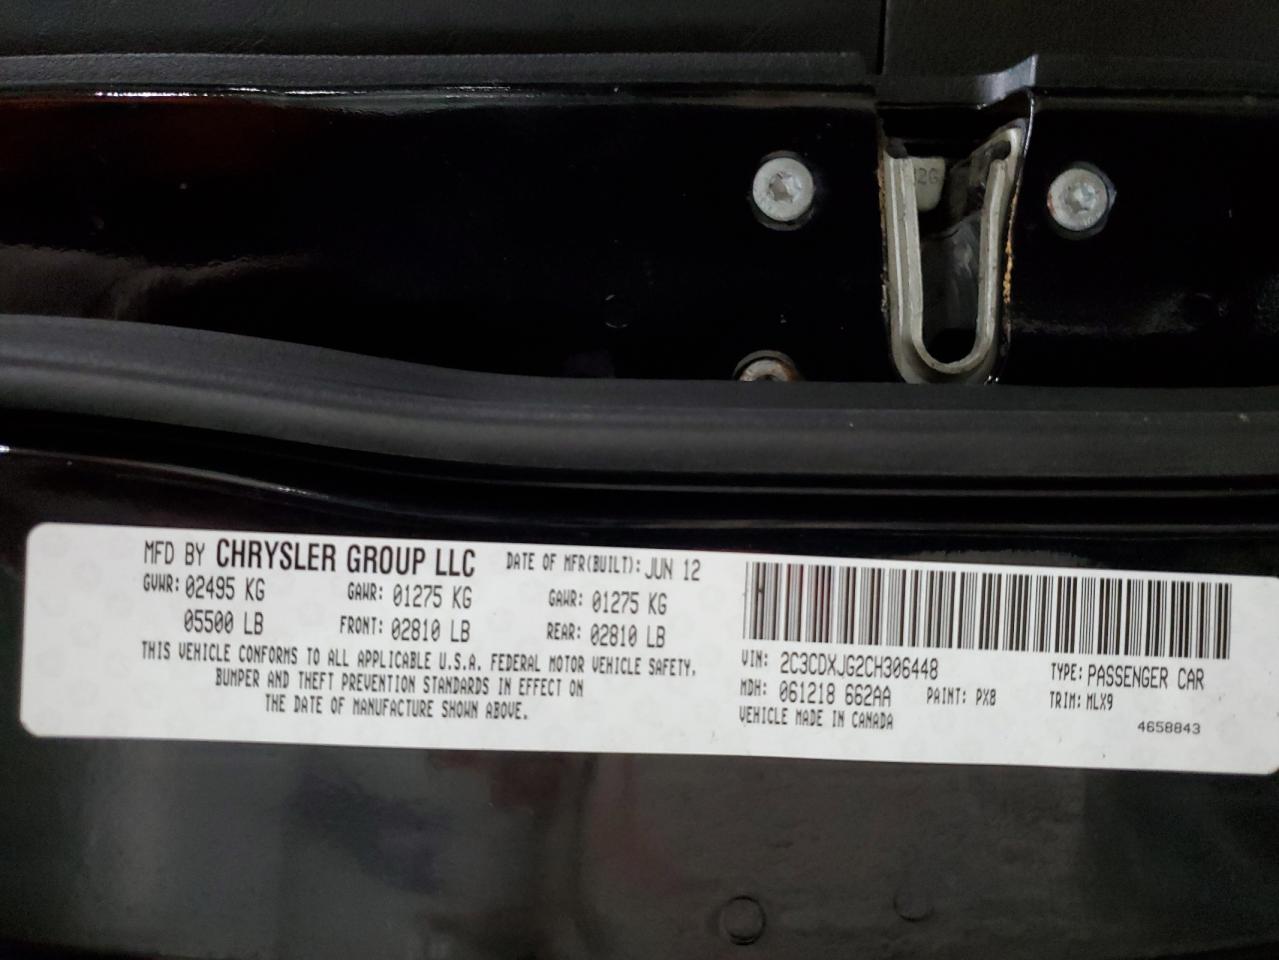 2G
MFD BY CHRYSLER GROUP LLC DATE OF MFR(BUILT): JUN 12
GVWR: 02495 KG GAWR: 01275 KG GAWR: 01275 KG
05500 LB FRONT: 02810 LB REAR: 02810 LB
THIS VEHICLE CONFORMS TO ALL APPLICABLE U.S.A. FEDERAL MOTOR VEHICLE SAFETY,
BUMPER AND THEFT PREVENTION STANDARDS IN EFFECT ON
THE DATE OF MANUFACTURE SHOWN ABOVE.
VIN: 2C3CDXJG2CH306448 TYPE: PASSENGER CAR
MDH: 061218 662AA PAINT: PX8 TRIM: MLX9
VEHICLE MADE IN CANADA 4658843